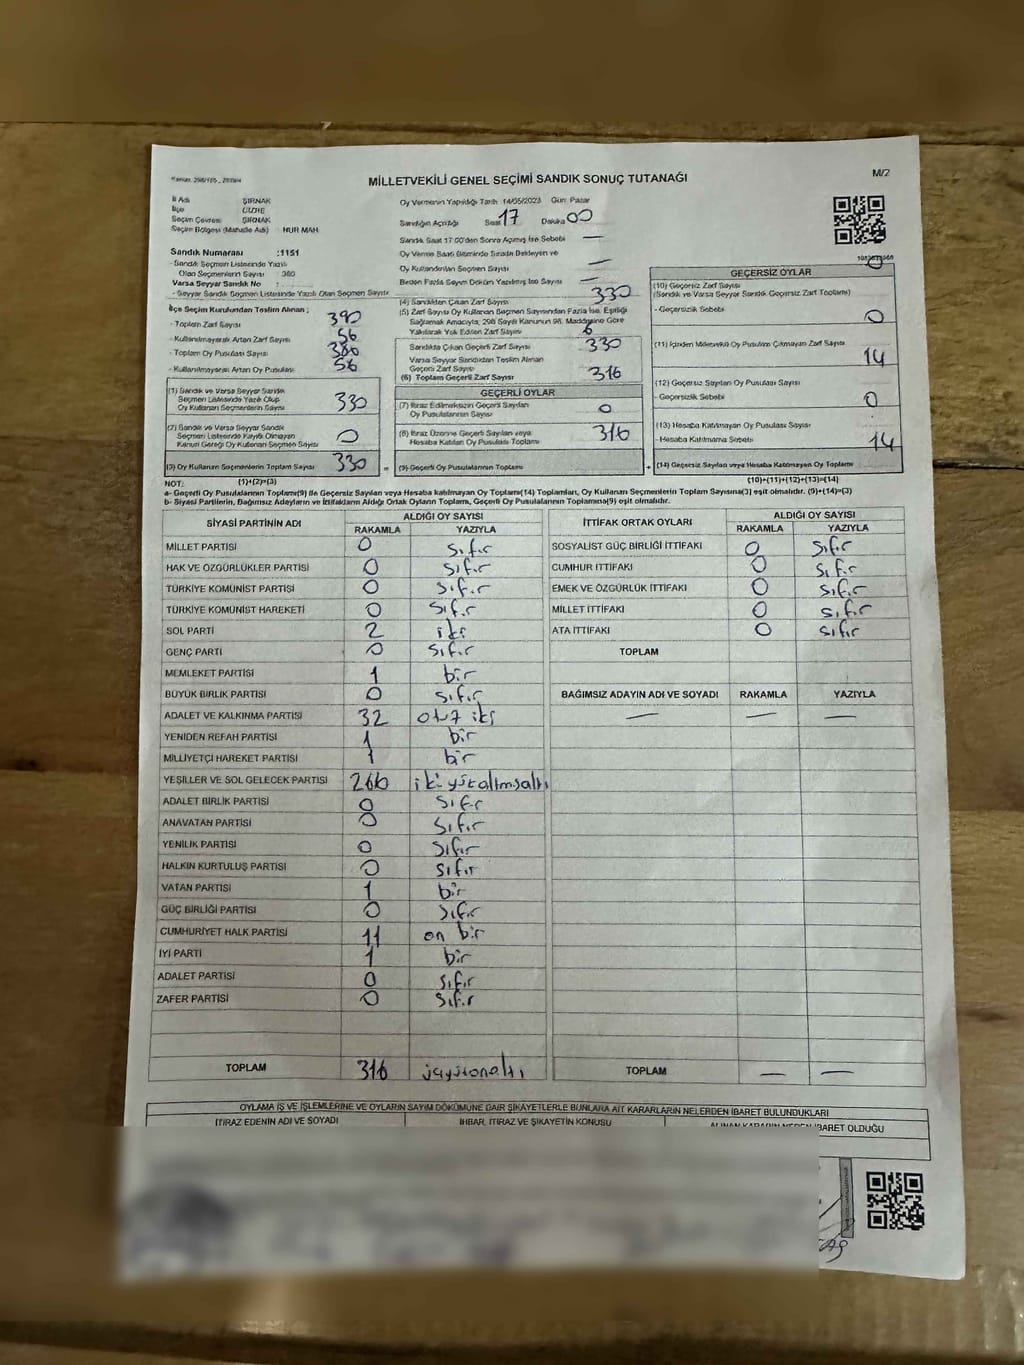 MİLLETVEKİLİ GENEL SEÇİMİ SANDIK SONUÇ TUTANAĞI
M/2
İl Adı ŞIRNAK
İlçe CİZRE
Seçim Çevresi ŞIRNAK
Seçim Bölgesi (Mahalle Adı) NUR MAH
Sandık Numarası :1151
- Sandık Seçmen Listesinde Yazılı
Olan Seçmenlerin Sayısı 380
Varsa Seyyar Sandık No :
- Seyyar Sandık Seçmen Listesinde Yazılı Olan Seçmen Sayısı
İlçe Seçim Kurulundan Teslim Alınan ;
- Toplam Zarf Sayısı 390
- Kullanılmayarak Artan Zarf Sayısı 56
- Toplam Oy Pusulası Sayısı
- Kullanılmayarak Artan Oy Pusulası 56
(1) Sandık ve Varsa Seyyar Sandık
Seçmen Listesinde Yazılı Olup
Oy Kullanan Seçmenlerin Sayısı 330
(2) Sandık ve Varsa Seyyar Sandık
Seçmen Listesinde Kayıtlı Olmayan
Kanun Gereği Oy Kullanan Seçmen Sayısı 0
(3) Oy Kullanan Seçmenlerin Toplam Sayısı 330
Oy Vermenin Yapıldığı Tarih 14/05/2023 Gün: Pazar
Sandığın Açıldığı Saat 17 Dakika 00
Sandık Saat 17:00'den Sonra Açılmış İse Sebebi —
Oy Verme Saati Bitiminde Sırada Bekleyen ve
Oy Kullandırılan Seçmen Sayısı —
Birden Fazla Sayım Döküm Yazılmış İse Sayısı —
(4) Sandıktan Çıkan Zarf Sayısı 330
(5) Zarf Sayısı Oy Kullanan Seçmen Sayısından Fazla İse, Eşitliği
Sağlamak Amacıyla, 298 Sayılı Kanunun 98. Maddesine Göre
Yakılarak Yok Edilen Zarf Sayısı
Sandıkta Çıkan Geçerli Zarf Sayısı 330
Varsa Seyyar Sandıktan Teslim Alınan
Geçerli Zarf Sayısı
(6) Toplam Geçerli Zarf Sayısı 316
GEÇERLİ OYLAR
(7) İtiraz Edilmeksizin Geçerli Sayılan
Oy Pusulalarının Sayısı 0
(8) İtiraz Üzerine Geçerli Sayılan veya
Hesaba Katılan Oy Pusulası Toplamı 316
= (9) Geçerli Oy Pusulalarının Toplamı +
GEÇERSİZ OYLAR
(10) Geçersiz Zarf Sayısı
(Sandık ve Varsa Seyyar Sandık Geçersiz Zarf Toplamı)
- Geçersizlik Sebebi 0
(11) İçinden Milletvekili Oy Pusulası Çıkmayan Zarf Sayısı 14
(12) Geçersiz Sayılan Oy Pusulası Sayısı
- Geçersizlik Sebebi 0
(13) Hesaba Katılmayan Oy Pusulası Sayısı
- Hesaba Katılmama Sebebi 14
(14) Geçersiz Sayılan veya Hesaba Katılmayan Oy Toplamı
NOT: (1)+(2)=(3) (10)+(11)+(12)+(13)=(14)
a- Geçerli Oy Pusulalarının Toplamı(9) ile Geçersiz Sayılan veya Hesaba katılmayan Oy Toplamı(14) Toplamları, Oy Kullanan Seçmenlerin Toplam Sayısına(3) eşit olmalıdır. (9)+(14)=(3)
b- Siyasi Partilerin, Bağımsız Adayların ve İttifakların Aldığı Ortak Oyların Toplamı, Geçerli Oy Pusulalarının Toplamına(9) eşit olmalıdır.
SİYASİ PARTİNİN ADI ALDIĞI OY SAYISI
RAKAMLA YAZIYLA
MİLLET PARTİSİ 0 sıfır
HAK VE ÖZGÜRLÜKLER PARTİSİ 0 sıfır
TÜRKİYE KOMÜNİST PARTİSİ 0 sıfır
TÜRKİYE KOMÜNİST HAREKETİ 0 sıfır
SOL PARTİ 2 iki
GENÇ PARTİ 0 sıfır
MEMLEKET PARTİSİ 1 bir
BÜYÜK BİRLİK PARTİSİ 0 sıfır
ADALET VE KALKINMA PARTİSİ 32 otuz iki
YENİDEN REFAH PARTİSİ 1 bir
MİLLİYETÇİ HAREKET PARTİSİ 1 bir
YEŞİLLER VE SOL GELECEK PARTİSİ 266 iki yüzaltmışaltı
ADALET BİRLİK PARTİSİ 0 sıfır
ANAVATAN PARTİSİ 0 sıfır
YENİLİK PARTİSİ 0 sıfır
HALKIN KURTULUŞ PARTİSİ 0 sıfır
VATAN PARTİSİ 1 bir
GÜÇ BİRLİĞİ PARTİSİ 0 sıfır
CUMHURİYET HALK PARTİSİ 11 on bir
İYİ PARTİ 1 bir
ADALET PARTİSİ 0 sıfır
ZAFER PARTİSİ 0 sıfır
TOPLAM 316
İTTİFAK ORTAK OYLARI ALDIĞI OY SAYISI
RAKAMLA YAZIYLA
SOSYALİST GÜÇ BİRLİĞİ İTTİFAKI 0 sıfır
CUMHUR İTTİFAKI 0 sıfır
EMEK VE ÖZGÜRLÜK İTTİFAKI 0 sıfır
MİLLET İTTİFAKI 0 sıfır
ATA İTTİFAKI 0 sıfır
TOPLAM
BAĞIMSIZ ADAYIN ADI VE SOYADI RAKAMLA YAZIYLA
— — —
TOPLAM — —
OYLAMA İŞ VE İŞLEMLERİNE VE OYLARIN SAYIM DÖKÜMÜNE DAİR ŞİKAYETLERLE BUNLARA AİT KARARLARIN NELERDEN İBARET BULUNDUKLARI
İTİRAZ EDENİN ADI VE SOYADI İHBAR, İTİRAZ VE ŞİKAYETİN KONUSU ALINAN KARARIN NEDEN İBARET OLDUĞU